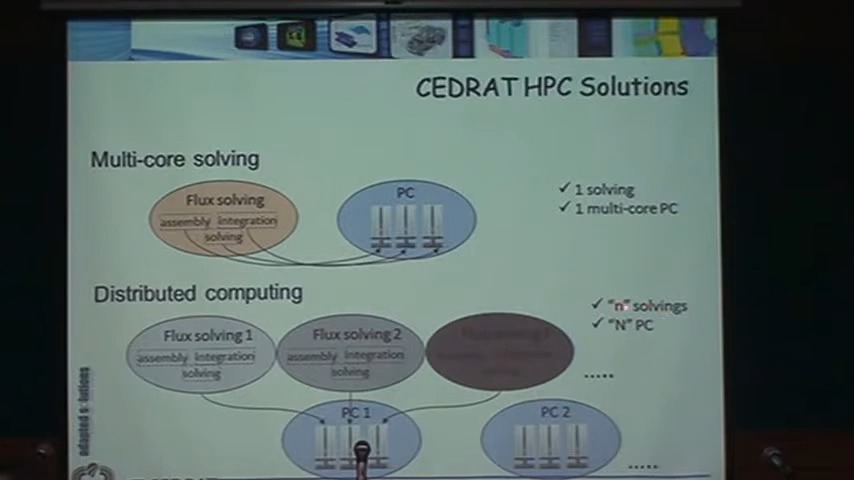 CEDRAT HPC Solutions
Multi-core solving
Flux solving
assembly integration
solving
PC
✓ 1 solving
✓ 1 multi-core PC
Distributed computing
✓ "n" solvings
✓ "N" PC
Flux solving 1
assembly integration
solving
Flux solving 2
assembly integration
solving
.....
PC 1
PC 2
.....
adapted solutions